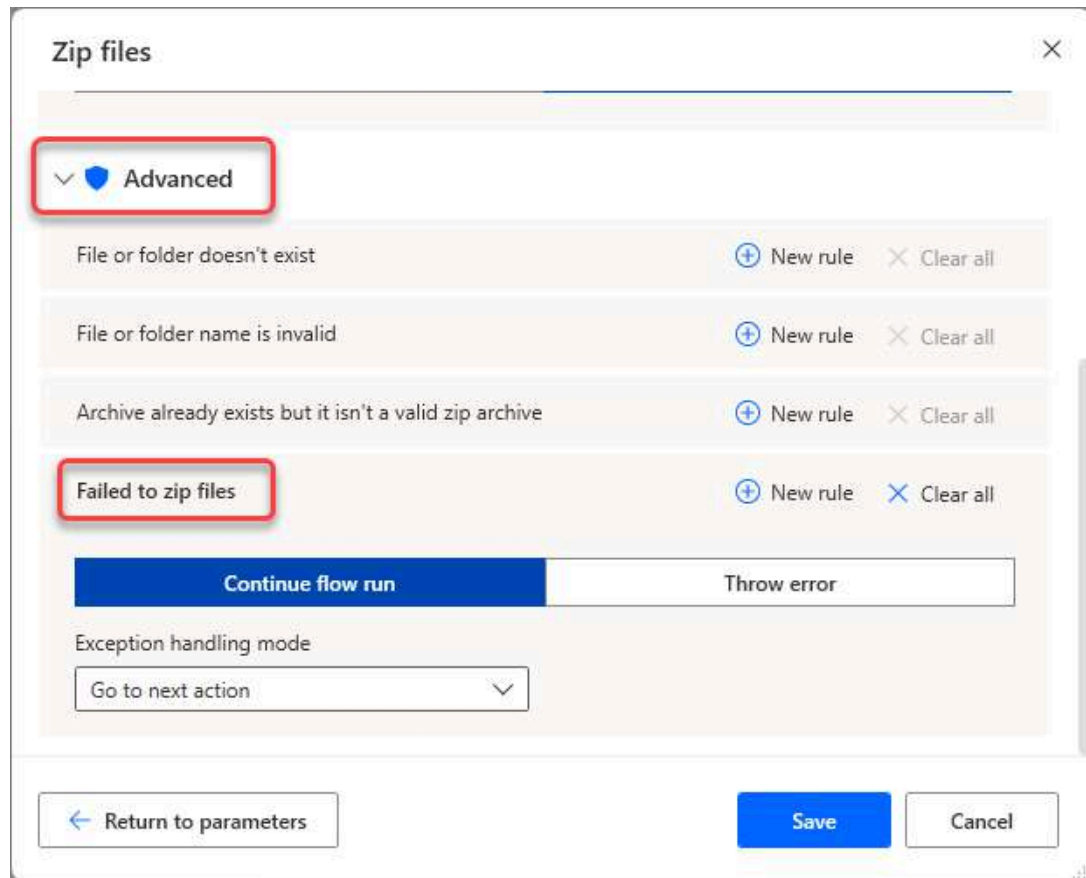 Zip files
Advanced
File or folder doesn't exist New rule Clear all
File or folder name is invalid New rule Clear all
Archive already exists but it isn't a valid zip archive New rule Clear all
Failed to zip files New rule Clear all
Continue flow run Throw error
Exception handling mode
Go to next action
Return to parameters Save Cancel